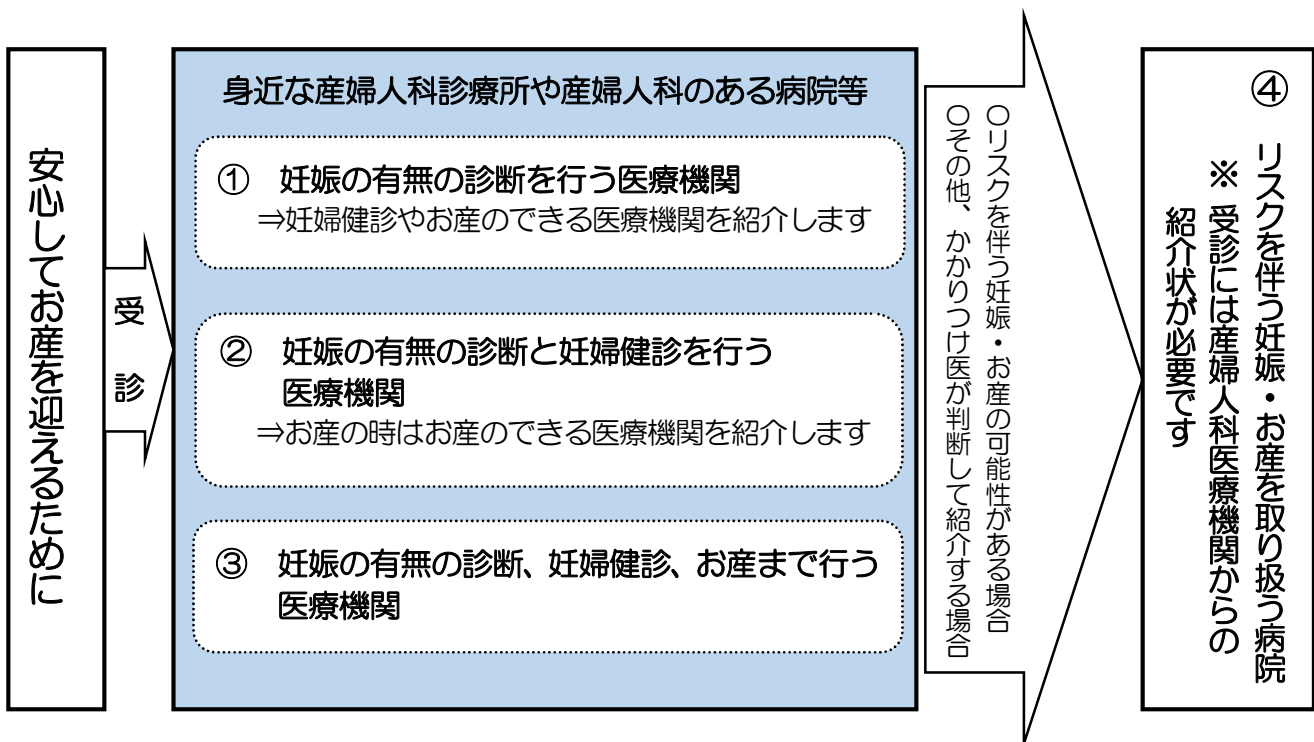 安心してお産を迎えるために
受診
身近な産婦人科診療所や産婦人科のある病院等
① 妊娠の有無の診断を行う医療機関
⇒妊婦健診やお産のできる医療機関を紹介します
② 妊娠の有無の診断と妊婦健診を行う
医療機関
⇒お産の時はお産のできる医療機関を紹介します
③ 妊娠の有無の診断、妊婦健診、お産まで行う
医療機関
○リスクを伴う妊娠・お産の可能性がある場合
○その他、かかりつけ医が判断して紹介する場合
④ リスクを伴う妊娠・お産を取り扱う病院
※ 受診には産婦人科医療機関からの
紹介状が必要です